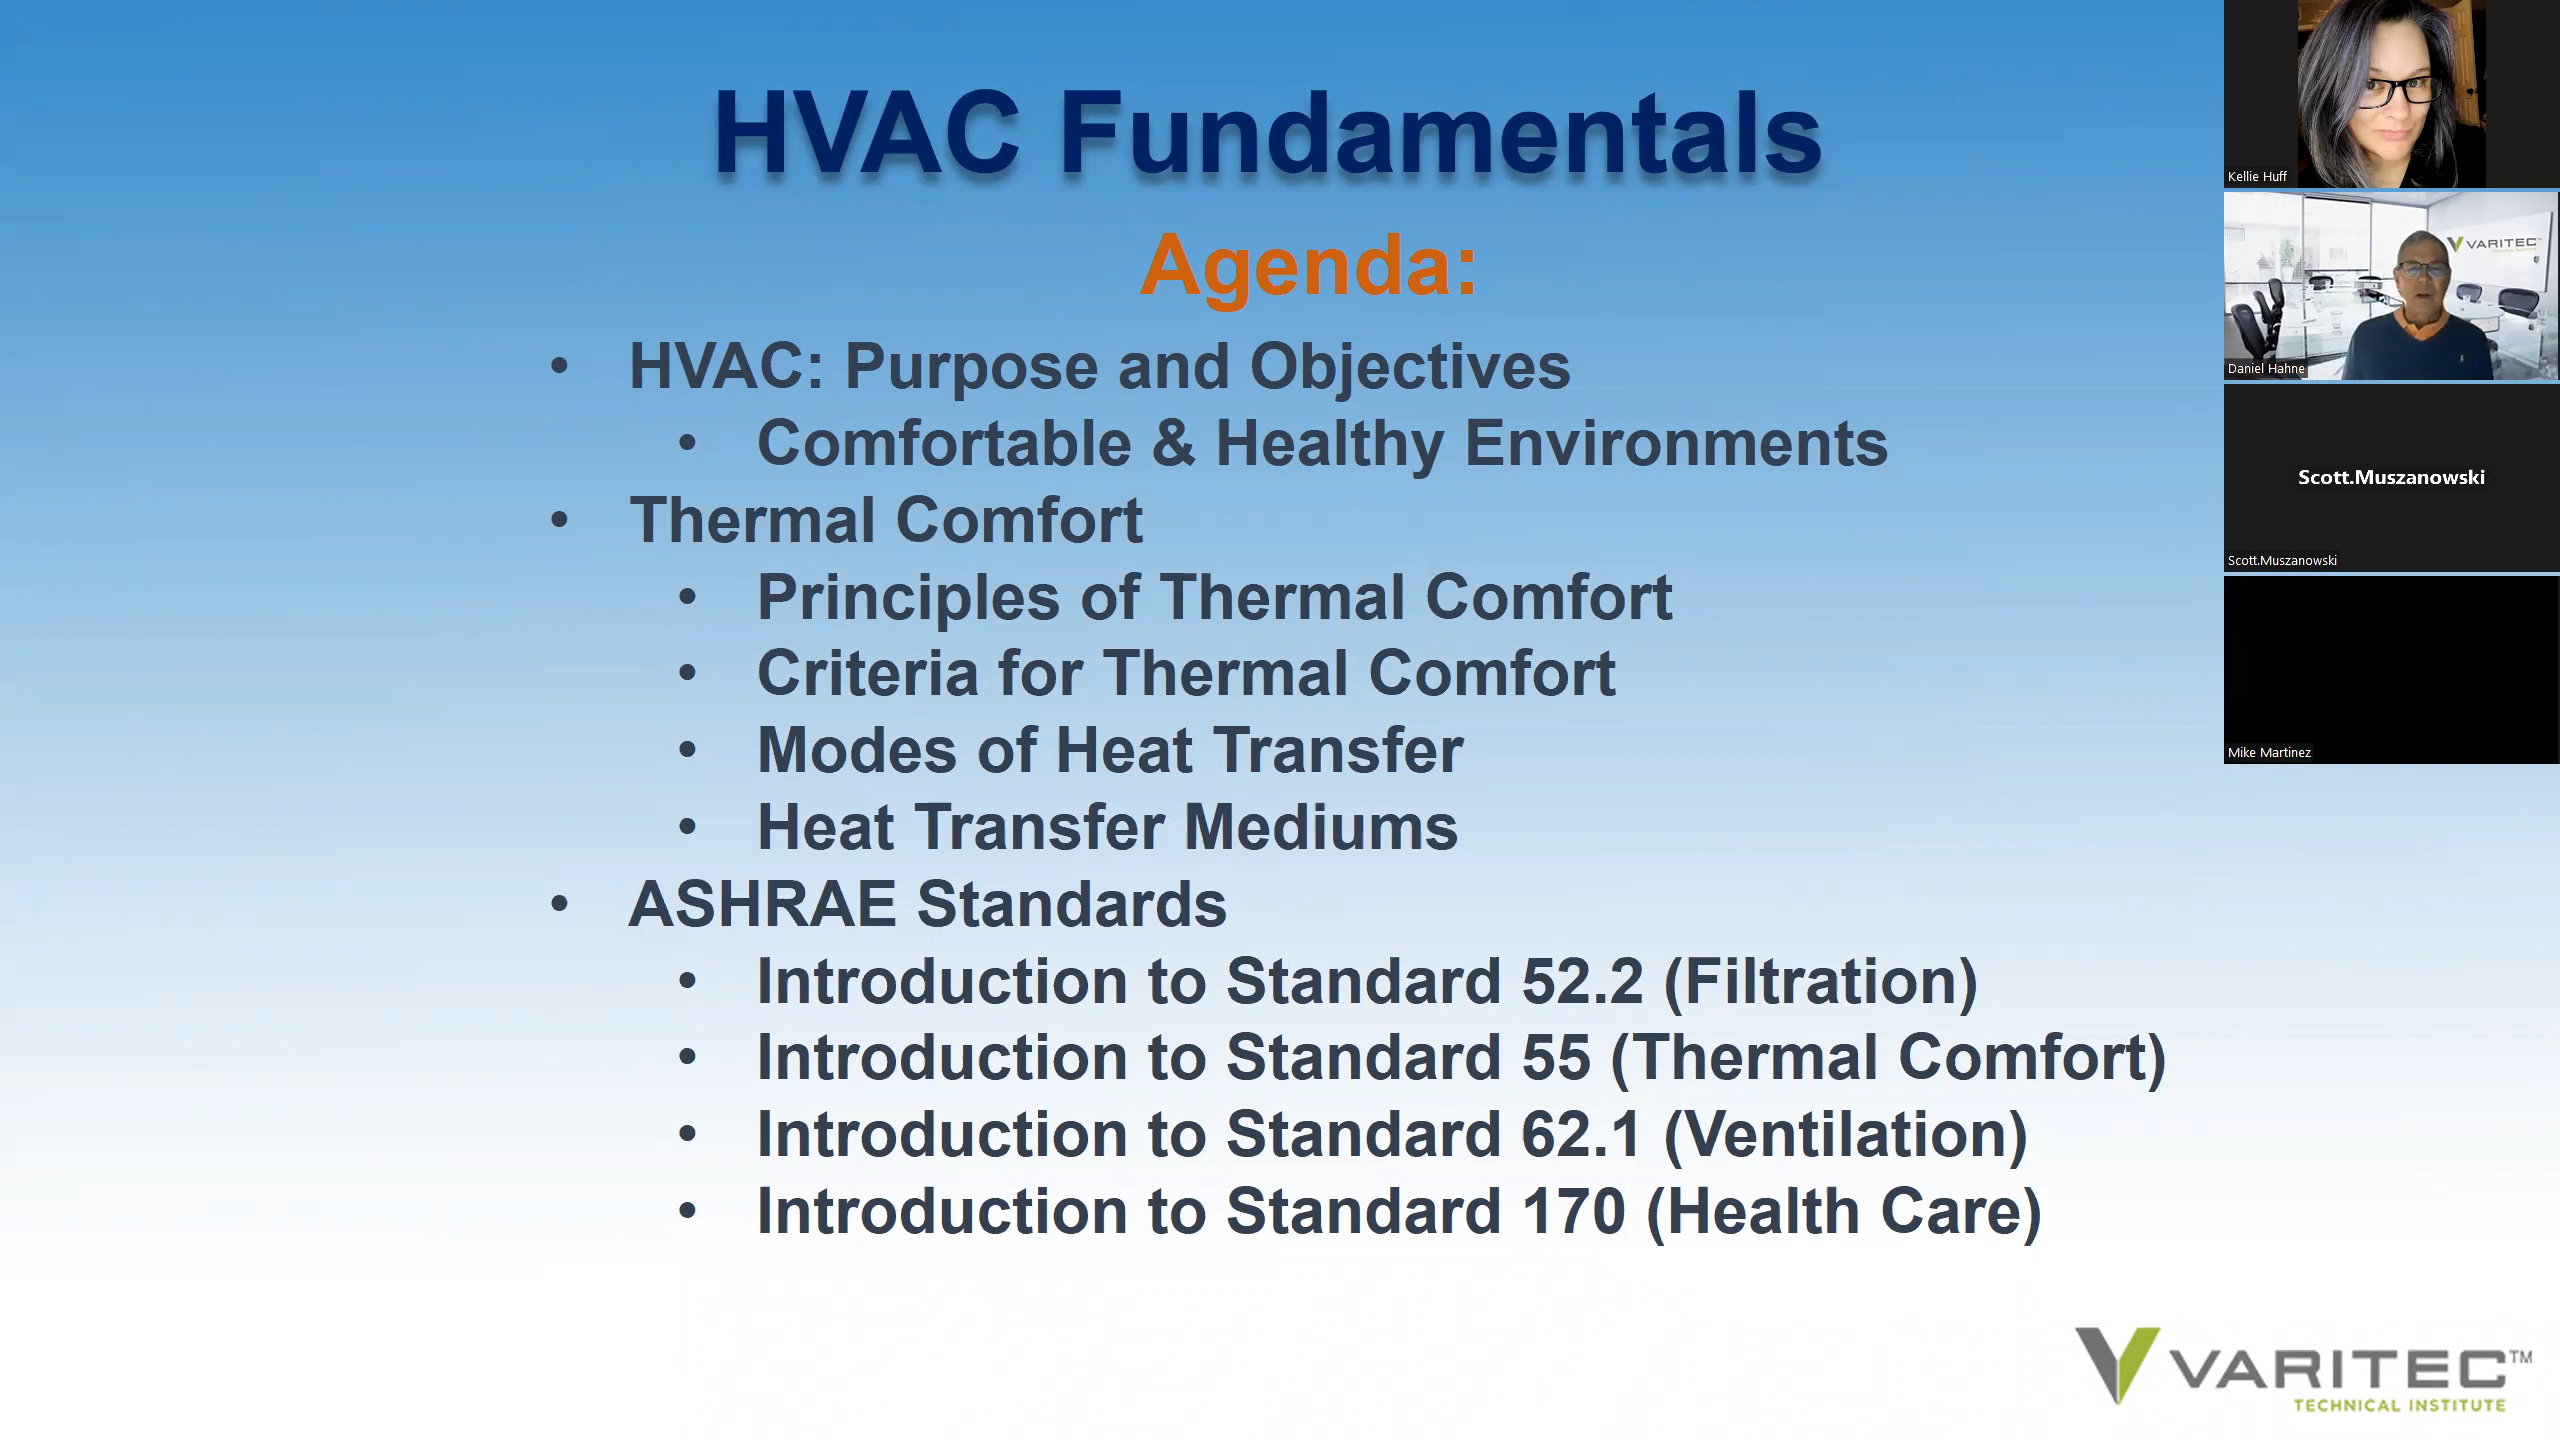 HVAC Fundamentals
Agenda:
• HVAC: Purpose and Objectives
• Comfortable & Healthy Environments
• Thermal Comfort
• Principles of Thermal Comfort
• Criteria for Thermal Comfort
• Modes of Heat Transfer
• Heat Transfer Mediums
• ASHRAE Standards
• Introduction to Standard 52.2 (Filtration)
• Introduction to Standard 55 (Thermal Comfort)
• Introduction to Standard 62.1 (Ventilation)
• Introduction to Standard 170 (Health Care)
VARITEC™
TECHNICAL INSTITUTE
Kellie Huff
VARITEC™
Daniel Hahne
Scott.Muszanowski
Scott.Muszanowski
Mike Martinez